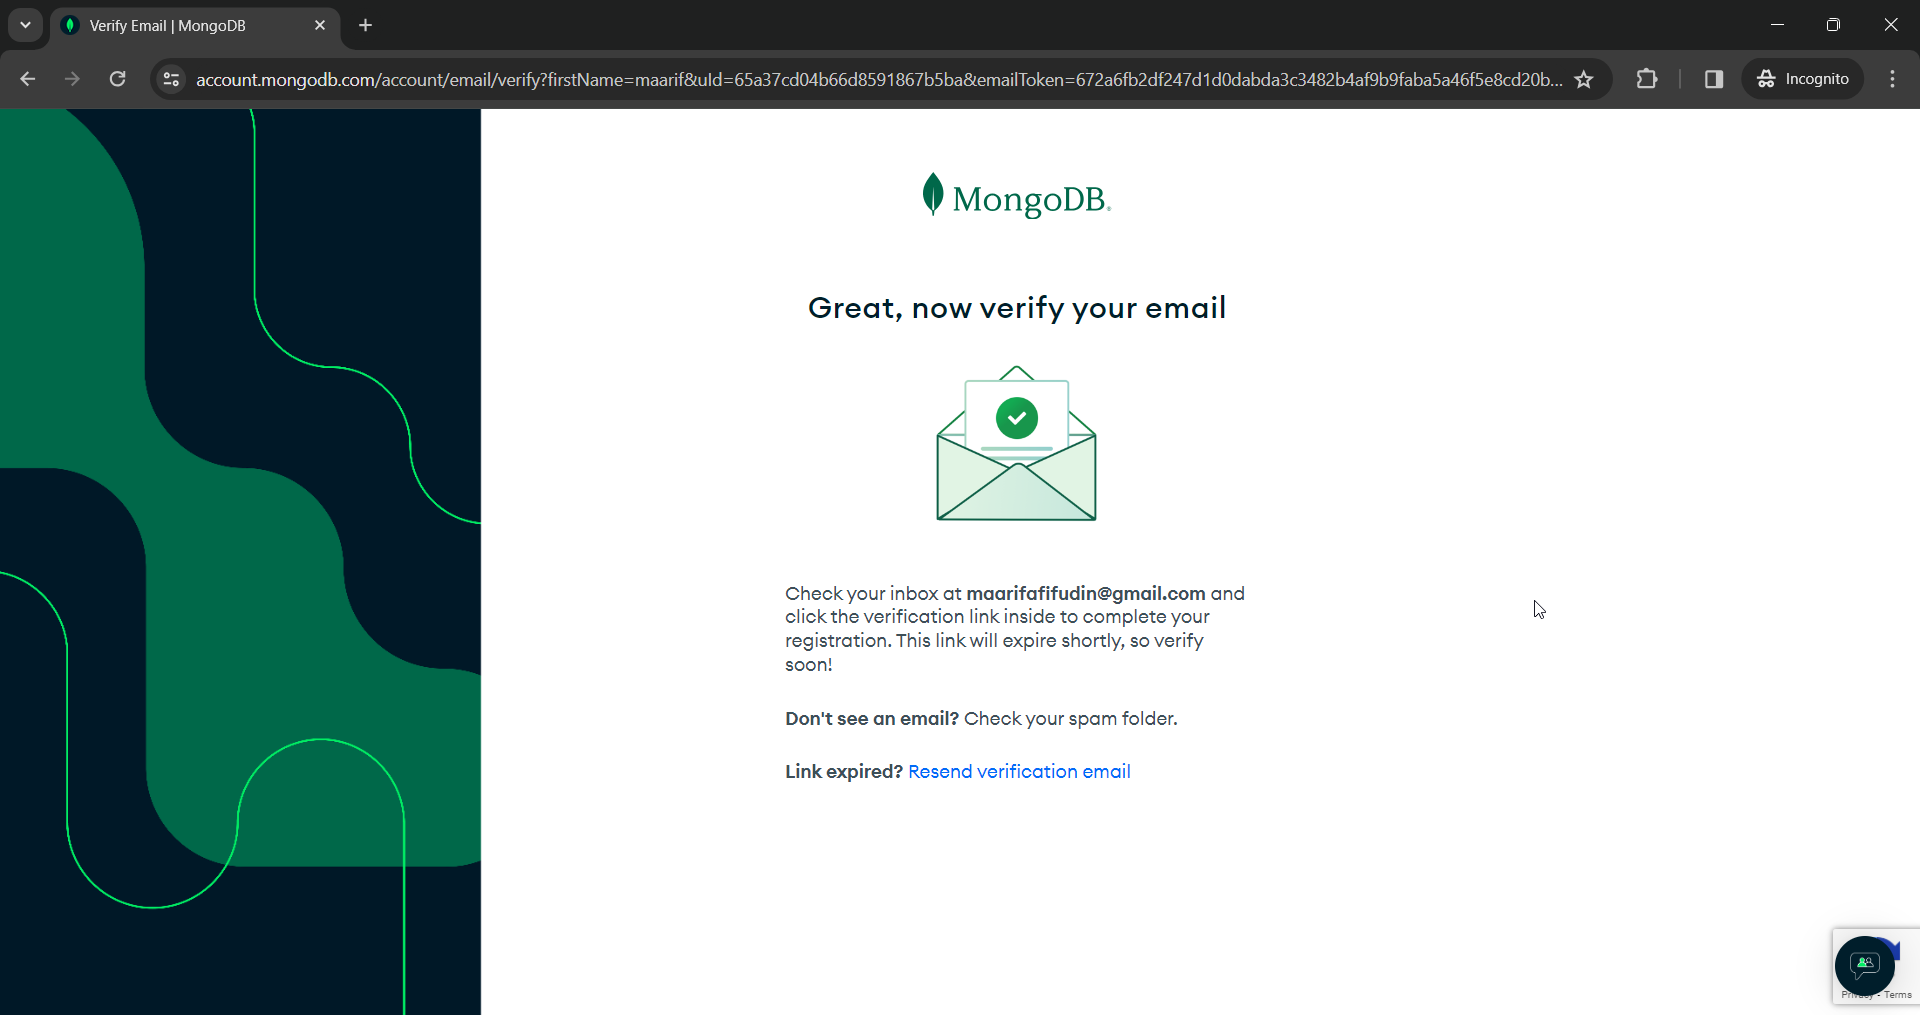 Verify Email | MongoDB
account.mongodb.com/account/email/verify?firstName=maarif&uId=65a37cd04b66d8591867b5ba&emailToken=672a6fb2df247d1d0dabda3c3482b4af9b9faba5a46f5e8cd20b...
Incognito
MongoDB®
Great, now verify your email
Check your inbox at maarifafifudin@gmail.com and
click the verification link inside to complete your
registration. This link will expire shortly, so verify
soon!
Don't see an email? Check your spam folder.
Link expired? Resend verification email
Privacy - Terms